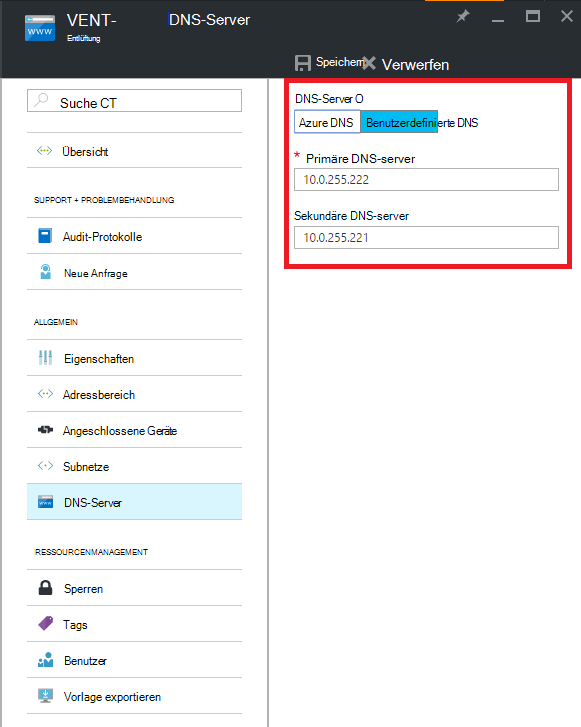 VENT- DNS-Server
Entlüftung
www
Speichern Verwerfen
Suche CT
Übersicht
SUPPORT + PROBLEMBEHANDLUNG
Audit-Protokolle
Neue Anfrage
ALLGEMEIN
Eigenschaften
Adressbereich
Angeschlossene Geräte
Subnetze
DNS-Server
RESSOURCENMANAGEMENT
Sperren
Tags
Benutzer
Vorlage exportieren
DNS-Server O
Azure DNS Benutzerdefinierte DNS
* Primäre DNS-server
10.0.255.222
Sekundäre DNS-server
10.0.255.221